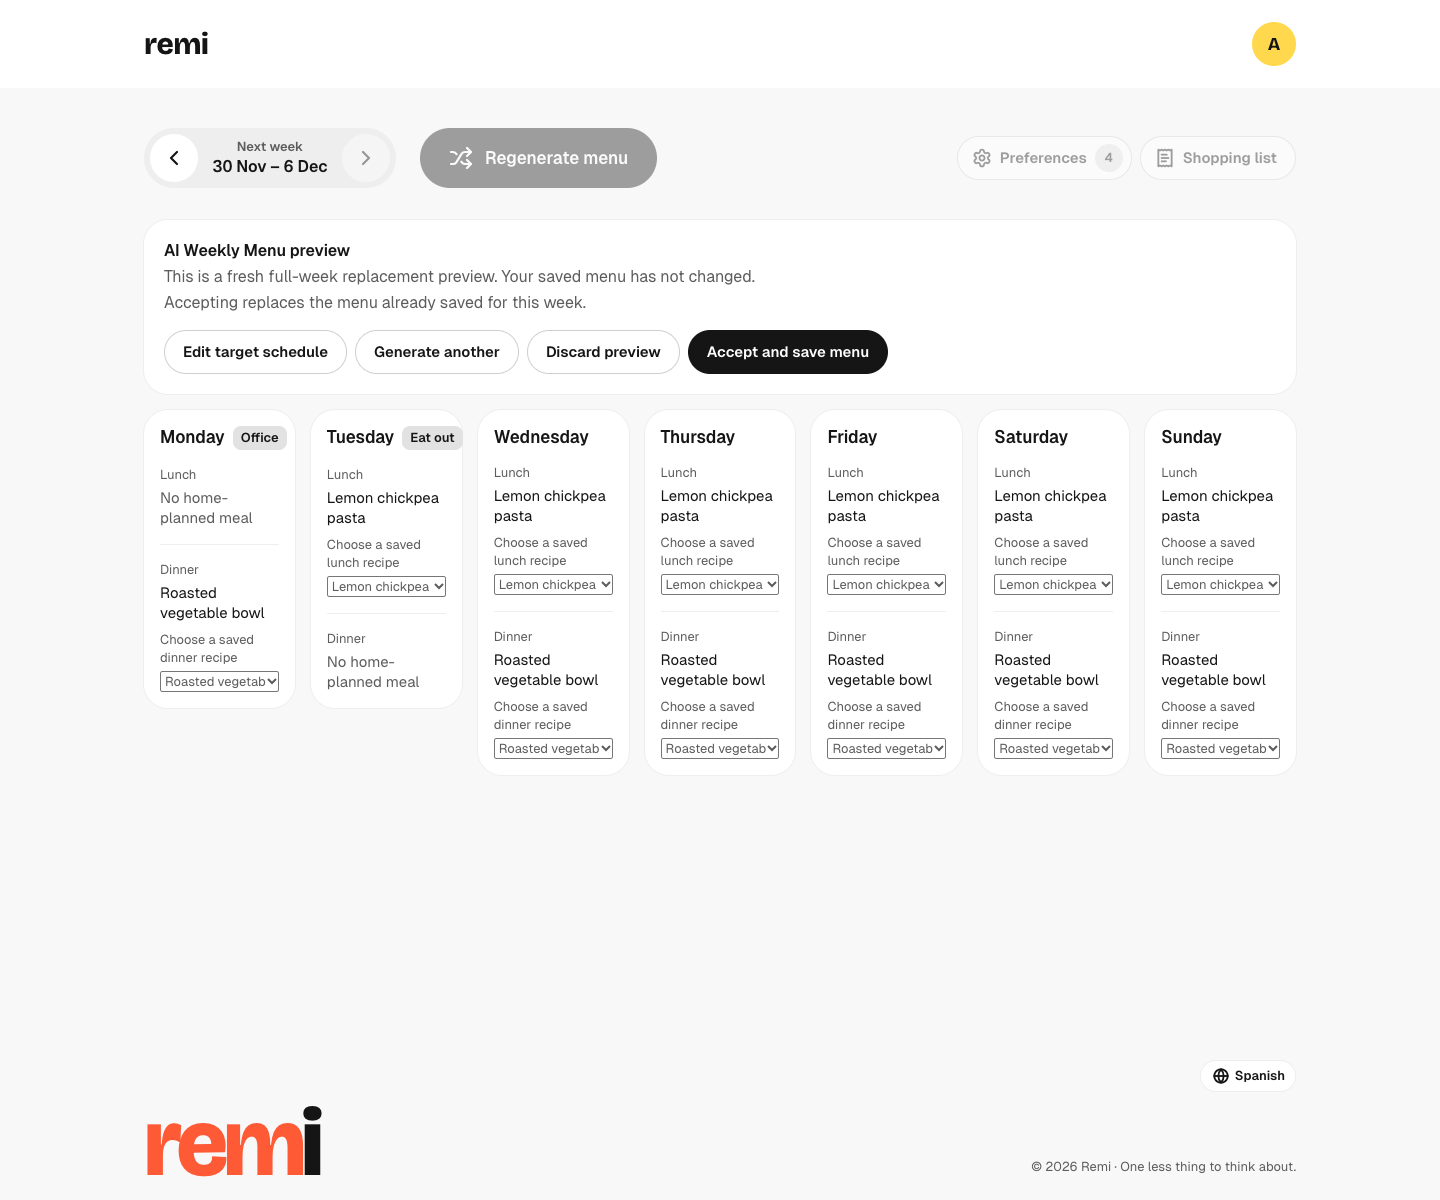 remi
A
Next week
30 Nov – 6 Dec
Regenerate menu
Preferences 4
Shopping list
AI Weekly Menu preview
This is a fresh full-week replacement preview. Your saved menu has not changed.
Accepting replaces the menu already saved for this week.
Edit target schedule
Generate another
Discard preview
Accept and save menu
Monday Office
Lunch
No home-
planned meal
Dinner
Roasted
vegetable bowl
Choose a saved
dinner recipe
Roasted vegetab
Tuesday Eat out
Lunch
Lemon chickpea
pasta
Choose a saved
lunch recipe
Lemon chickpea
Dinner
No home-
planned meal
Wednesday
Lunch
Lemon chickpea
pasta
Choose a saved
lunch recipe
Lemon chickpea
Dinner
Roasted
vegetable bowl
Choose a saved
dinner recipe
Roasted vegetab
Thursday
Lunch
Lemon chickpea
pasta
Choose a saved
lunch recipe
Lemon chickpea
Dinner
Roasted
vegetable bowl
Choose a saved
dinner recipe
Roasted vegetab
Friday
Lunch
Lemon chickpea
pasta
Choose a saved
lunch recipe
Lemon chickpea
Dinner
Roasted
vegetable bowl
Choose a saved
dinner recipe
Roasted vegetab
Saturday
Lunch
Lemon chickpea
pasta
Choose a saved
lunch recipe
Lemon chickpea
Dinner
Roasted
vegetable bowl
Choose a saved
dinner recipe
Roasted vegetab
Sunday
Lunch
Lemon chickpea
pasta
Choose a saved
lunch recipe
Lemon chickpea
Dinner
Roasted
vegetable bowl
Choose a saved
dinner recipe
Roasted vegetab
Spanish
remi
© 2026 Remi · One less thing to think about.